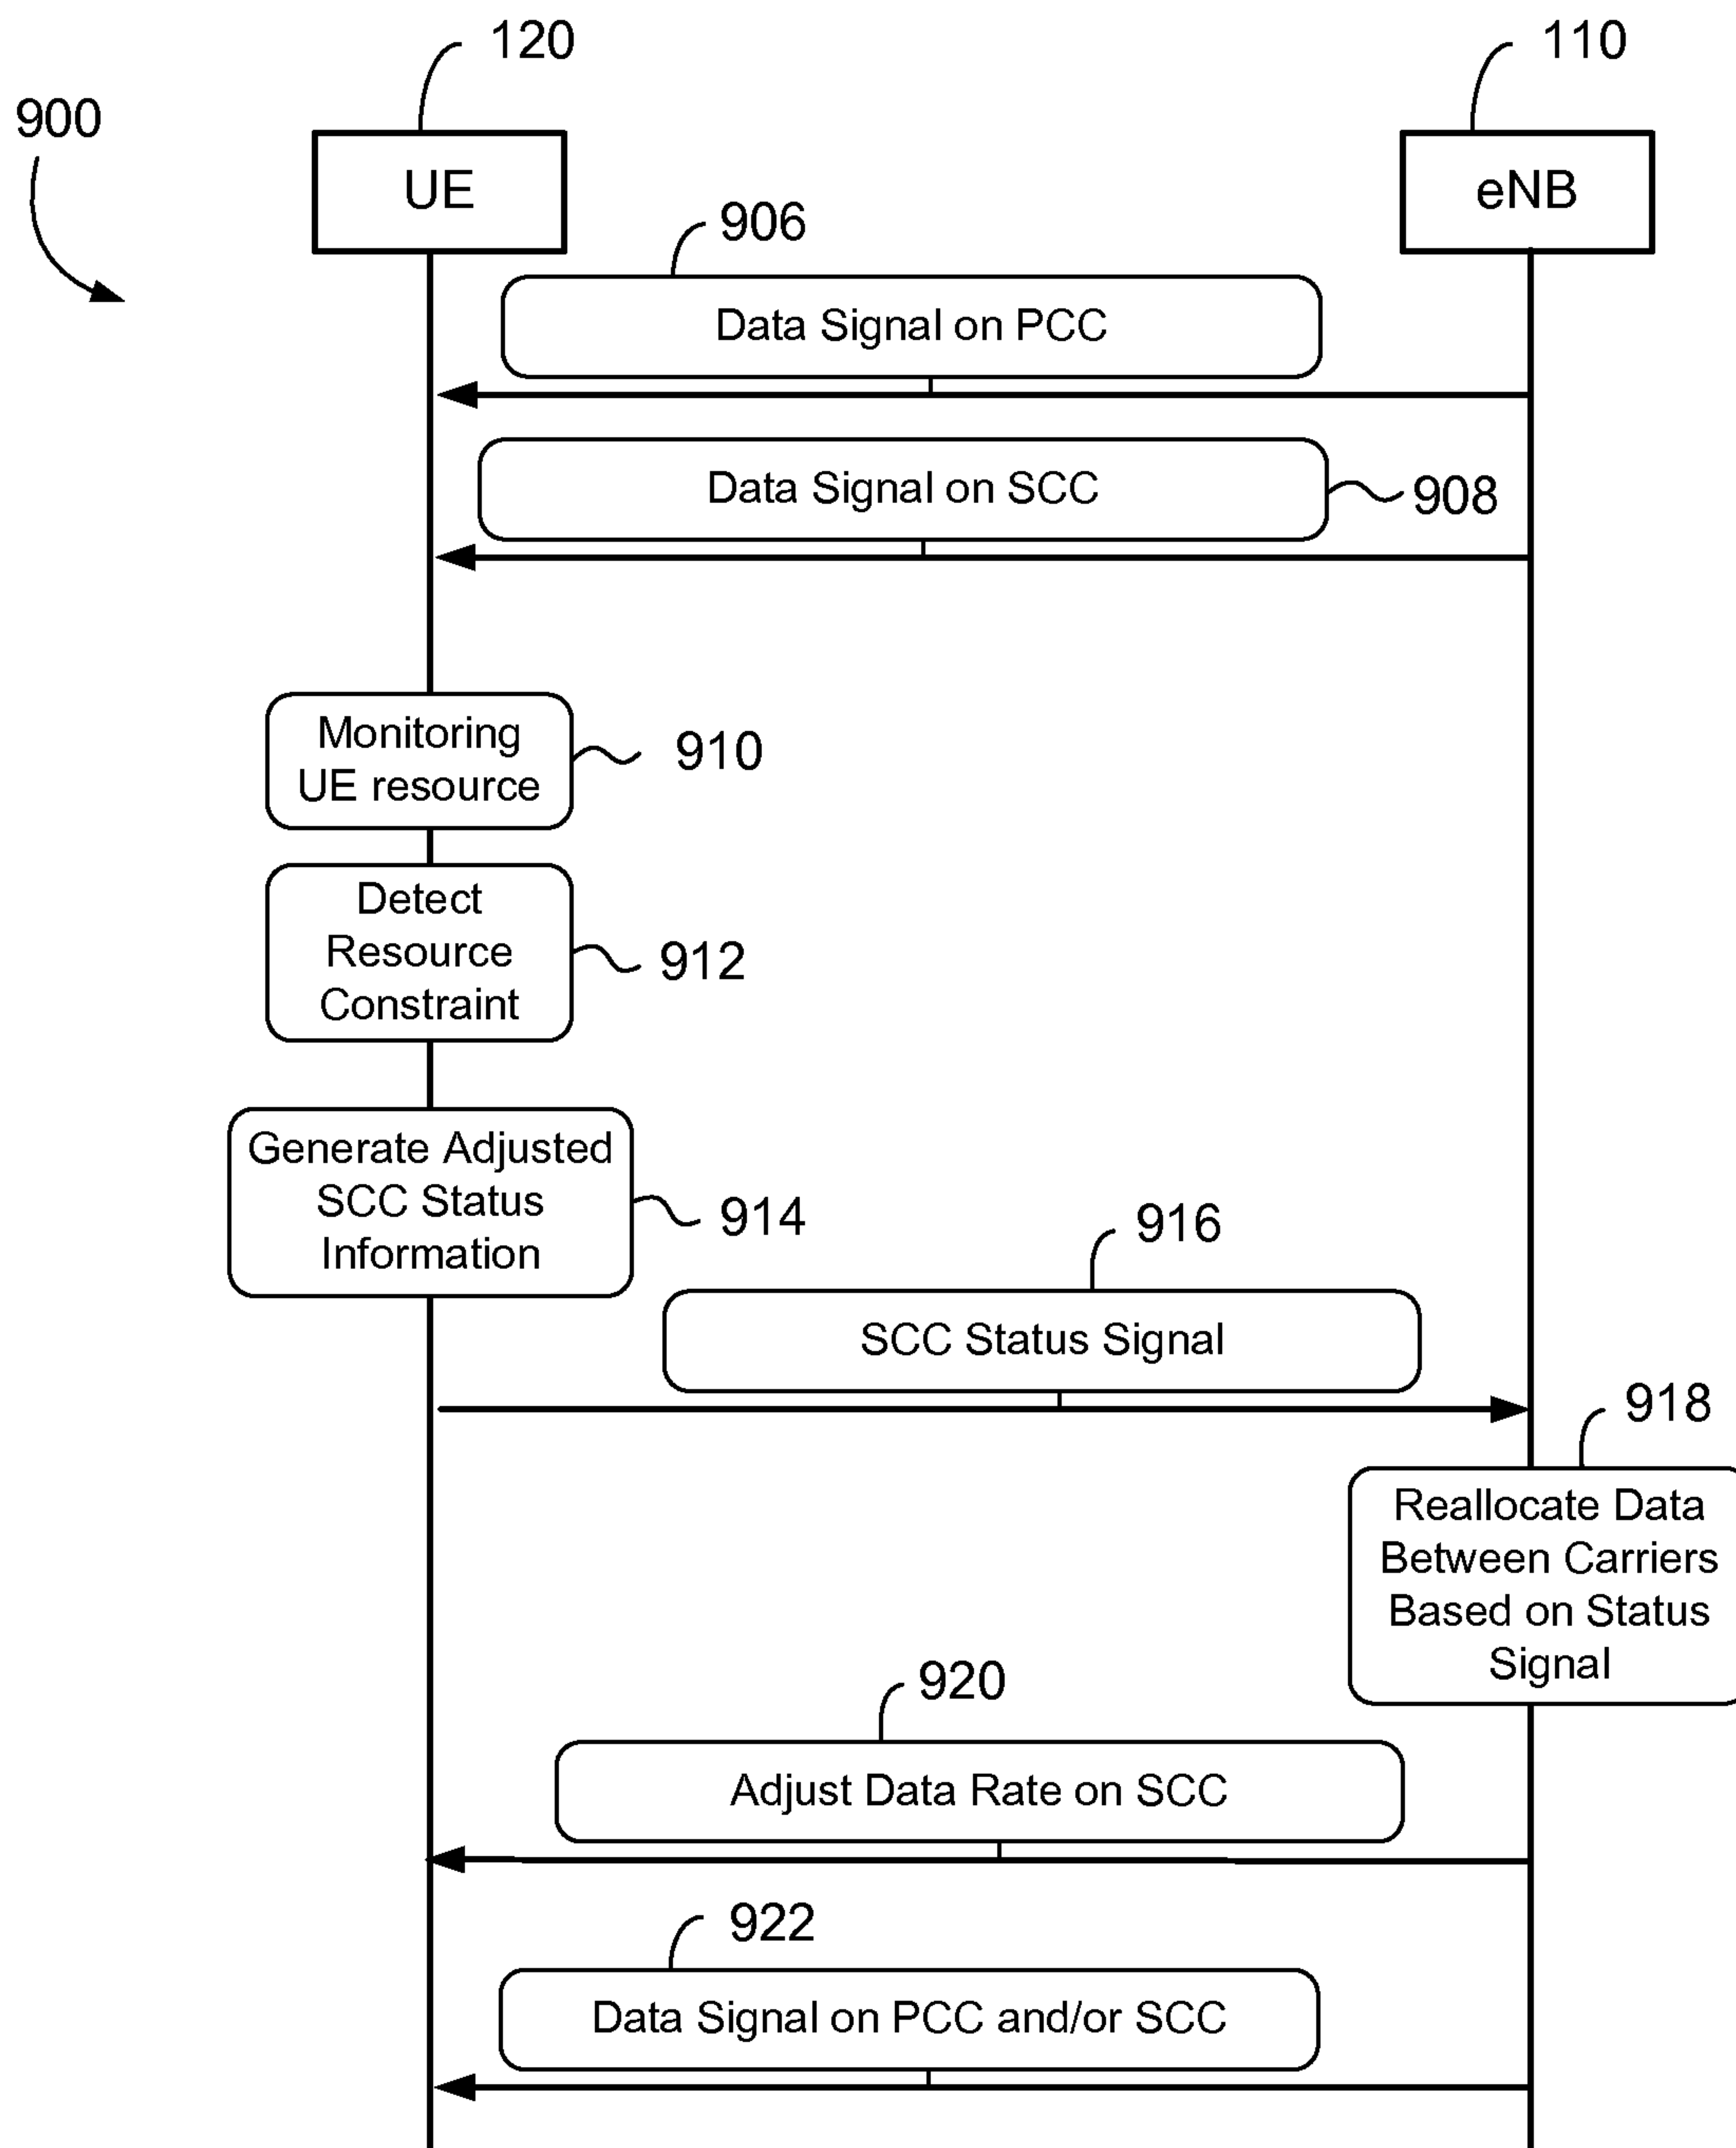 120
110
900
UE
eNB
906
Data Signal on PCC
Data Signal on SCC
908
Monitoring
UE resource
910
Detect
Resource
Constraint
912
Generate Adjusted
SCC Status
Information
914
916
SCC Status Signal
918
Reallocate Data
Between Carriers
Based on Status
Signal
920
Adjust Data Rate on SCC
922
Data Signal on PCC and/or SCC